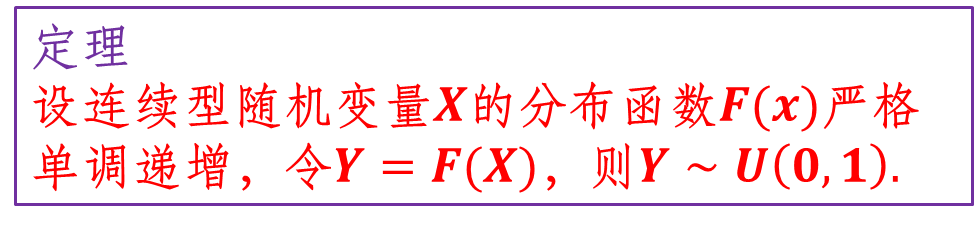 定理
设连续型随机变量X的分布函数F(x)严格
单调递增，令Y = F(X)，则Y ~ U(0,1).